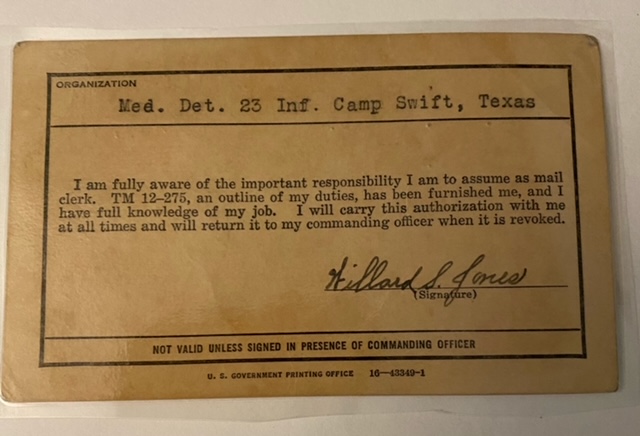 ORGANIZATION
Med. Det. 23 Inf. Camp Swift, Texas
I am fully aware of the important responsibility I am to assume as mail
clerk. TM 12–275, an outline of my duties, has been furnished me, and I
have full knowledge of my job. I will carry this authorization with me
at all times and will return it to my commanding officer when it is revoked.
Willard S. Jones
(Signature)
NOT VALID UNLESS SIGNED IN PRESENCE OF COMMANDING OFFICER
U. S. GOVERNMENT PRINTING OFFICE 16—43349-1